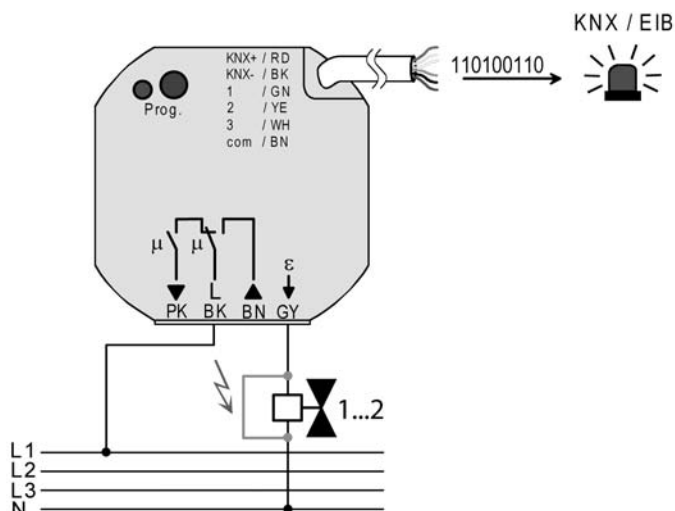 KNX / EIB
KNX+ / RD
KNX- / BK
1 / GN
2 / YE
3 / WH
com / BN
110100110
Prog.
μ μ
L ε
PK BK BN GY
1...2
L1
L2
L3
N